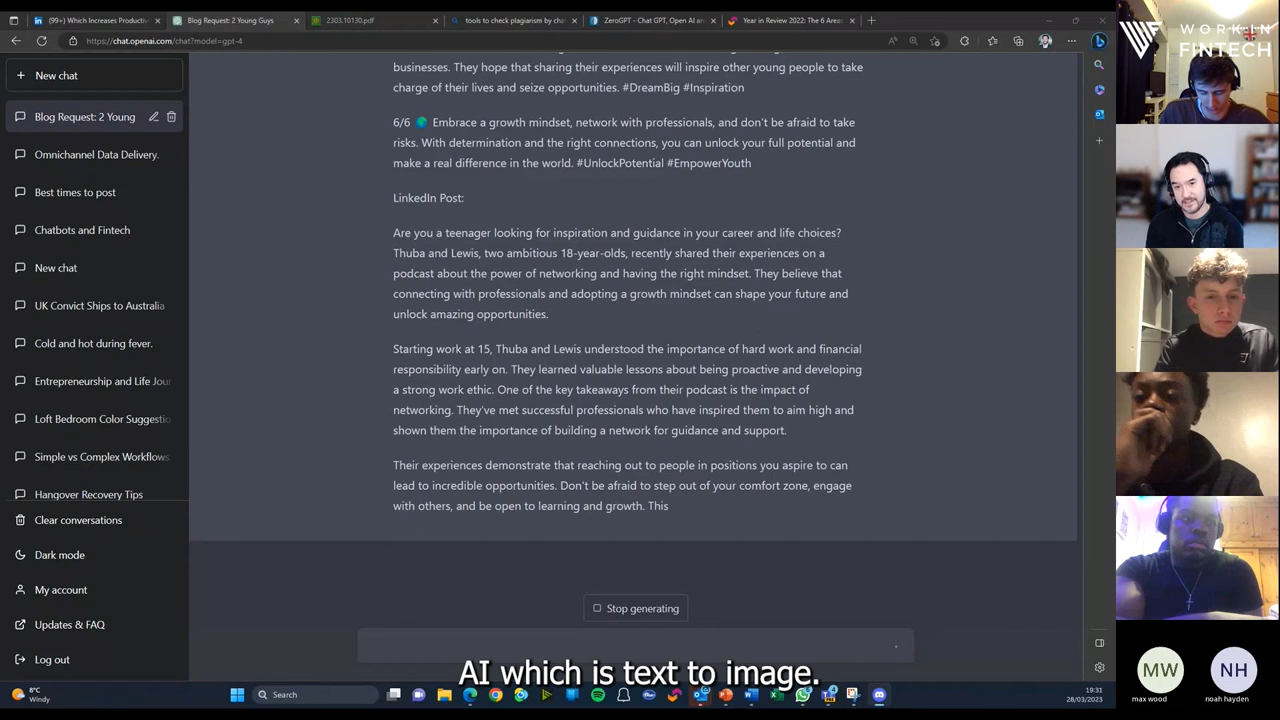 (99+) Which Increases Productiv
Blog Request: 2 Young Guys
2303.10130.pdf
tools to check plagiarism by cha
ZeroGPT - Chat GPT, Open AI an
Year in Review 2022: The 6 Area
https://chat.openai.com/chat?model=gpt-4
WORK IN
FINTECH
New chat
Blog Request: 2 Young
Omnichannel Data Delivery.
Best times to post
Chatbots and Fintech
New chat
UK Convict Ships to Australia
Cold and hot during fever.
Entrepreneurship and Life Jou
Loft Bedroom Color Suggestio
Simple vs Complex Workflows.
Hangover Recovery Tips
Clear conversations
Dark mode
My account
Updates & FAQ
Log out
businesses. They hope that sharing their experiences will inspire other young people to take
charge of their lives and seize opportunities. #DreamBig #Inspiration
6/6 🌍 Embrace a growth mindset, network with professionals, and don't be afraid to take
risks. With determination and the right connections, you can unlock your full potential and
make a real difference in the world. #UnlockPotential #EmpowerYouth
LinkedIn Post:
Are you a teenager looking for inspiration and guidance in your career and life choices?
Thuba and Lewis, two ambitious 18-year-olds, recently shared their experiences on a
podcast about the power of networking and having the right mindset. They believe that
connecting with professionals and adopting a growth mindset can shape your future and
unlock amazing opportunities.
Starting work at 15, Thuba and Lewis understood the importance of hard work and financial
responsibility early on. They learned valuable lessons about being proactive and developing
a strong work ethic. One of the key takeaways from their podcast is the impact of
networking. They've met successful professionals who have inspired them to aim high and
shown them the importance of building a network for guidance and support.
Their experiences demonstrate that reaching out to people in positions you aspire to can
lead to incredible opportunities. Don't be afraid to step out of your comfort zone, engage
with others, and be open to learning and growth. This
Stop generating
AI which is text to image.
MW
max wood
NH
noah hayden
8°C
Windy
Search
19:31
28/03/2023